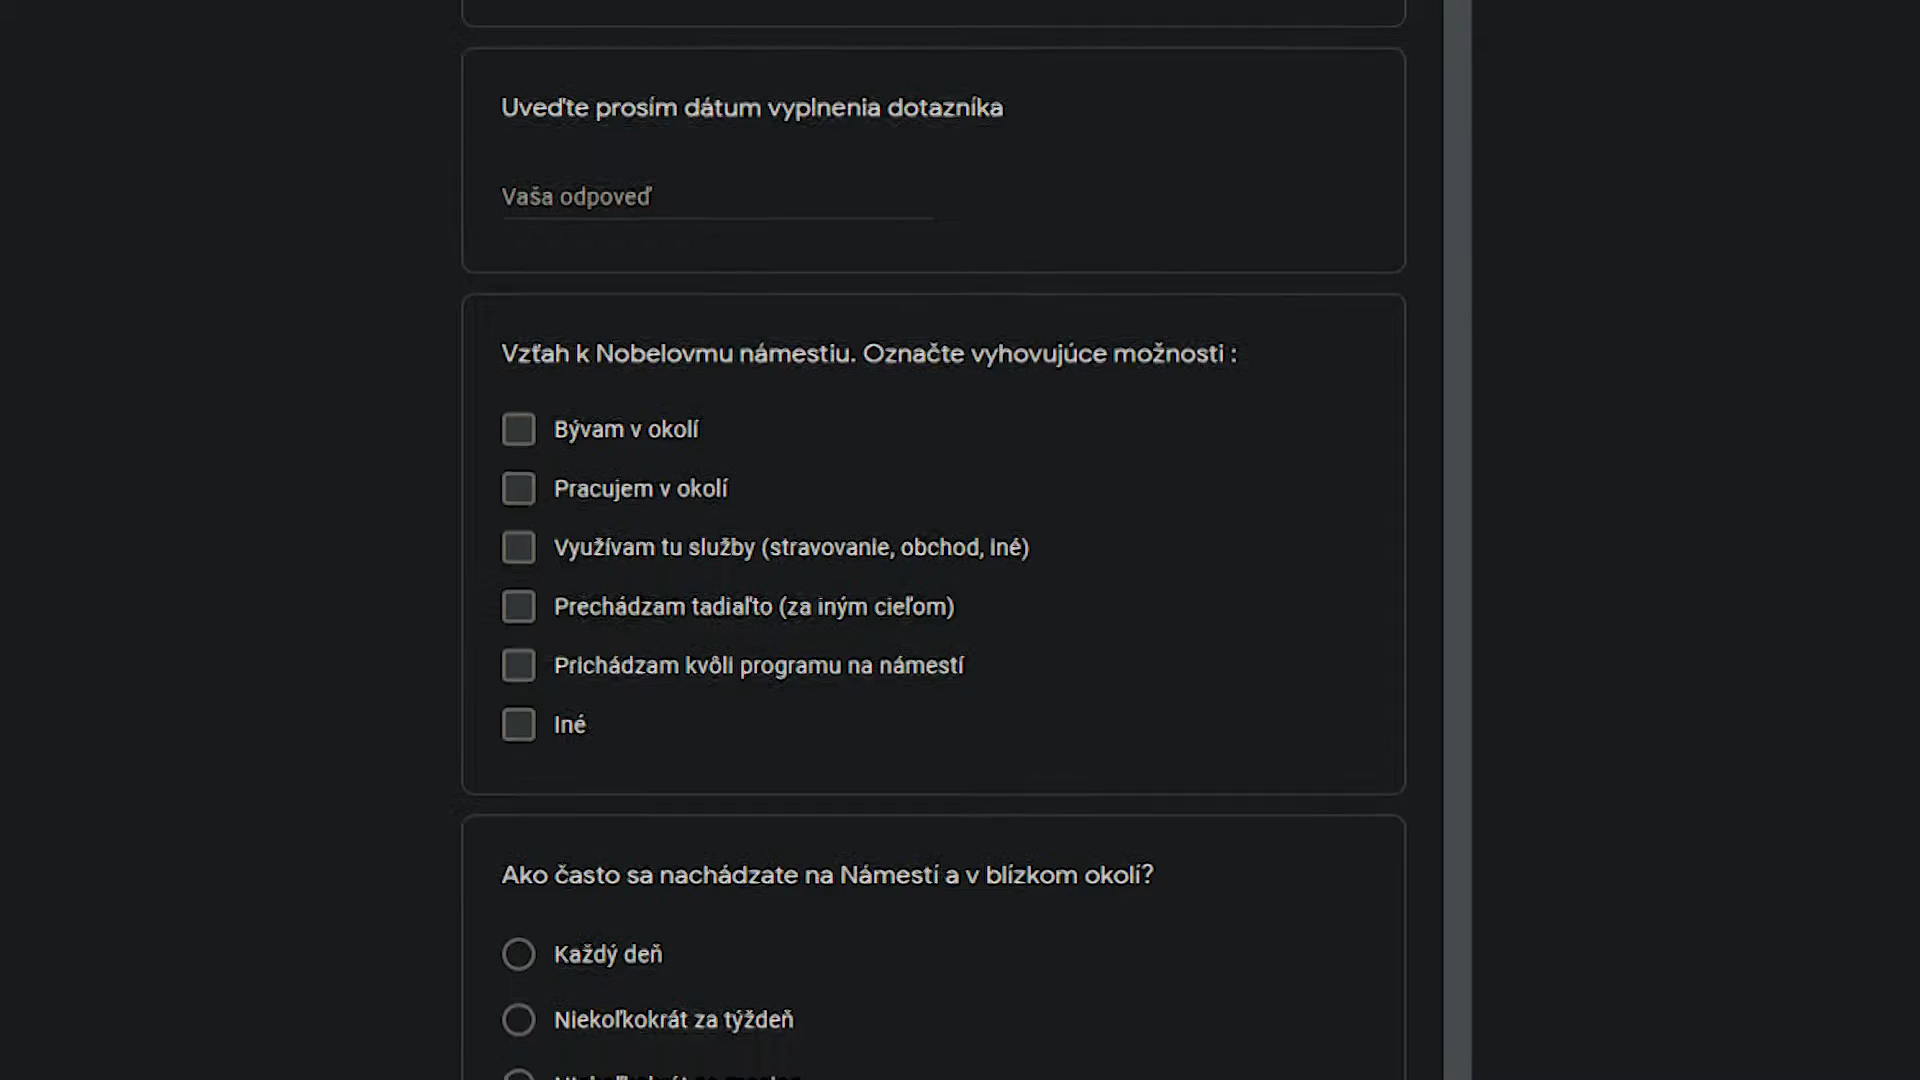 Uveďte prosím dátum vyplnenia dotazníka
Vaša odpoveď
Vzťah k Nobelovmu námestiu. Označte vyhovujúce možnosti :
Bývam v okolí
Pracujem v okolí
Využívam tu služby (stravovanie, obchod, iné)
Prechádzam tadiaľto (za iným cieľom)
Prichádzam kvôli programu na námestí
Iné
Ako často sa nachádzate na Námestí a v blízkom okolí?
Každý deň
Niekoľkokrát za týždeň